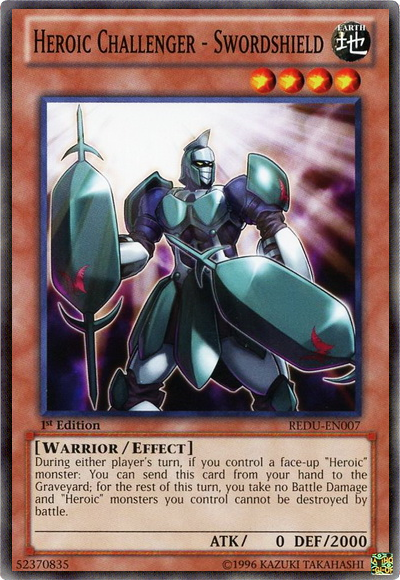 HEROIC CHALLENGER - SWORDSHIELD
EARTH
地
1st Edition
REDU-EN007
[WARRIOR / EFFECT]
During either player's turn, if you control a face-up "Heroic"
monster: You can send this card from your hand to the
Graveyard; for the rest of this turn, you take no Battle Damage
and "Heroic" monsters you control cannot be destroyed by
battle.
ATK / 0 DEF/2000
52370835
©1996 KAZUKI TAKAHASHI